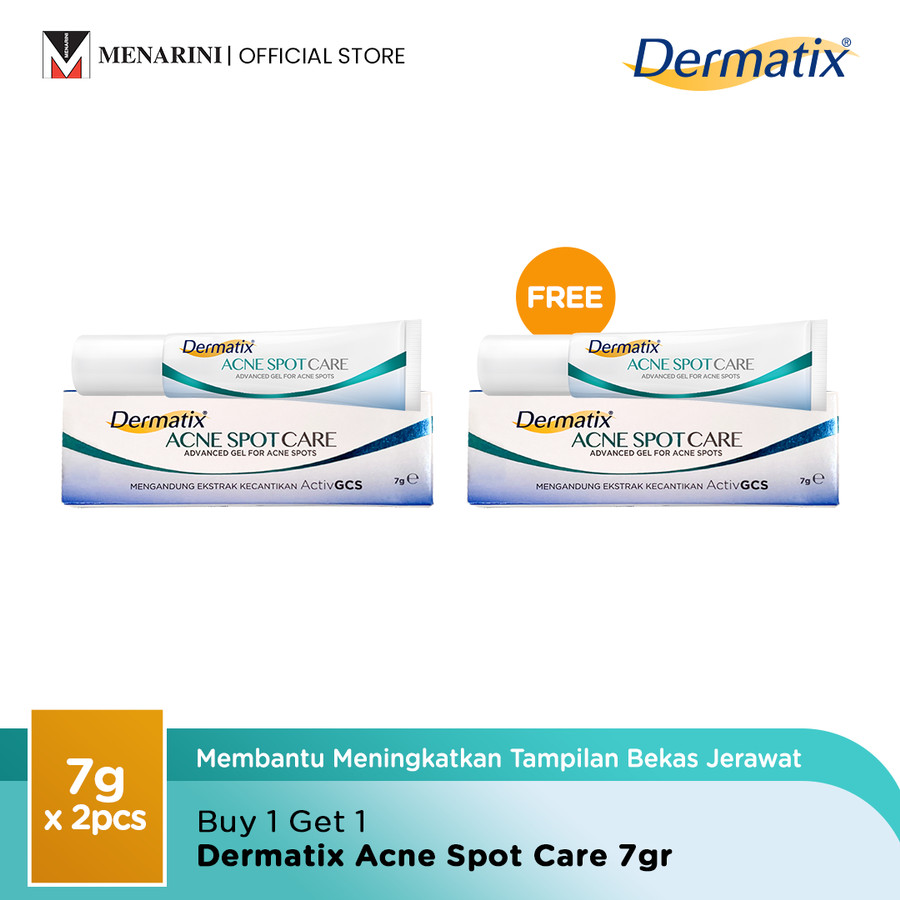 MENARINI
MENARINI | OFFICIAL STORE
Dermatix®
FREE
Dermatix®
ACNE SPOT CARE
ADVANCED GEL FOR ACNE SPOTS
Dermatix®
ACNE SPOT CARE
ADVANCED GEL FOR ACNE SPOTS
MENGANDUNG EKSTRAK KECANTIKAN ActivGCS
7g ℮
Dermatix®
ACNE SPOT CARE
ADVANCED GEL FOR ACNE SPOTS
Dermatix®
ACNE SPOT CARE
ADVANCED GEL FOR ACNE SPOTS
MENGANDUNG EKSTRAK KECANTIKAN ActivGCS
7g ℮
7g
x 2pcs
Membantu Meningkatkan Tampilan Bekas Jerawat
Buy 1 Get 1
Dermatix Acne Spot Care 7gr